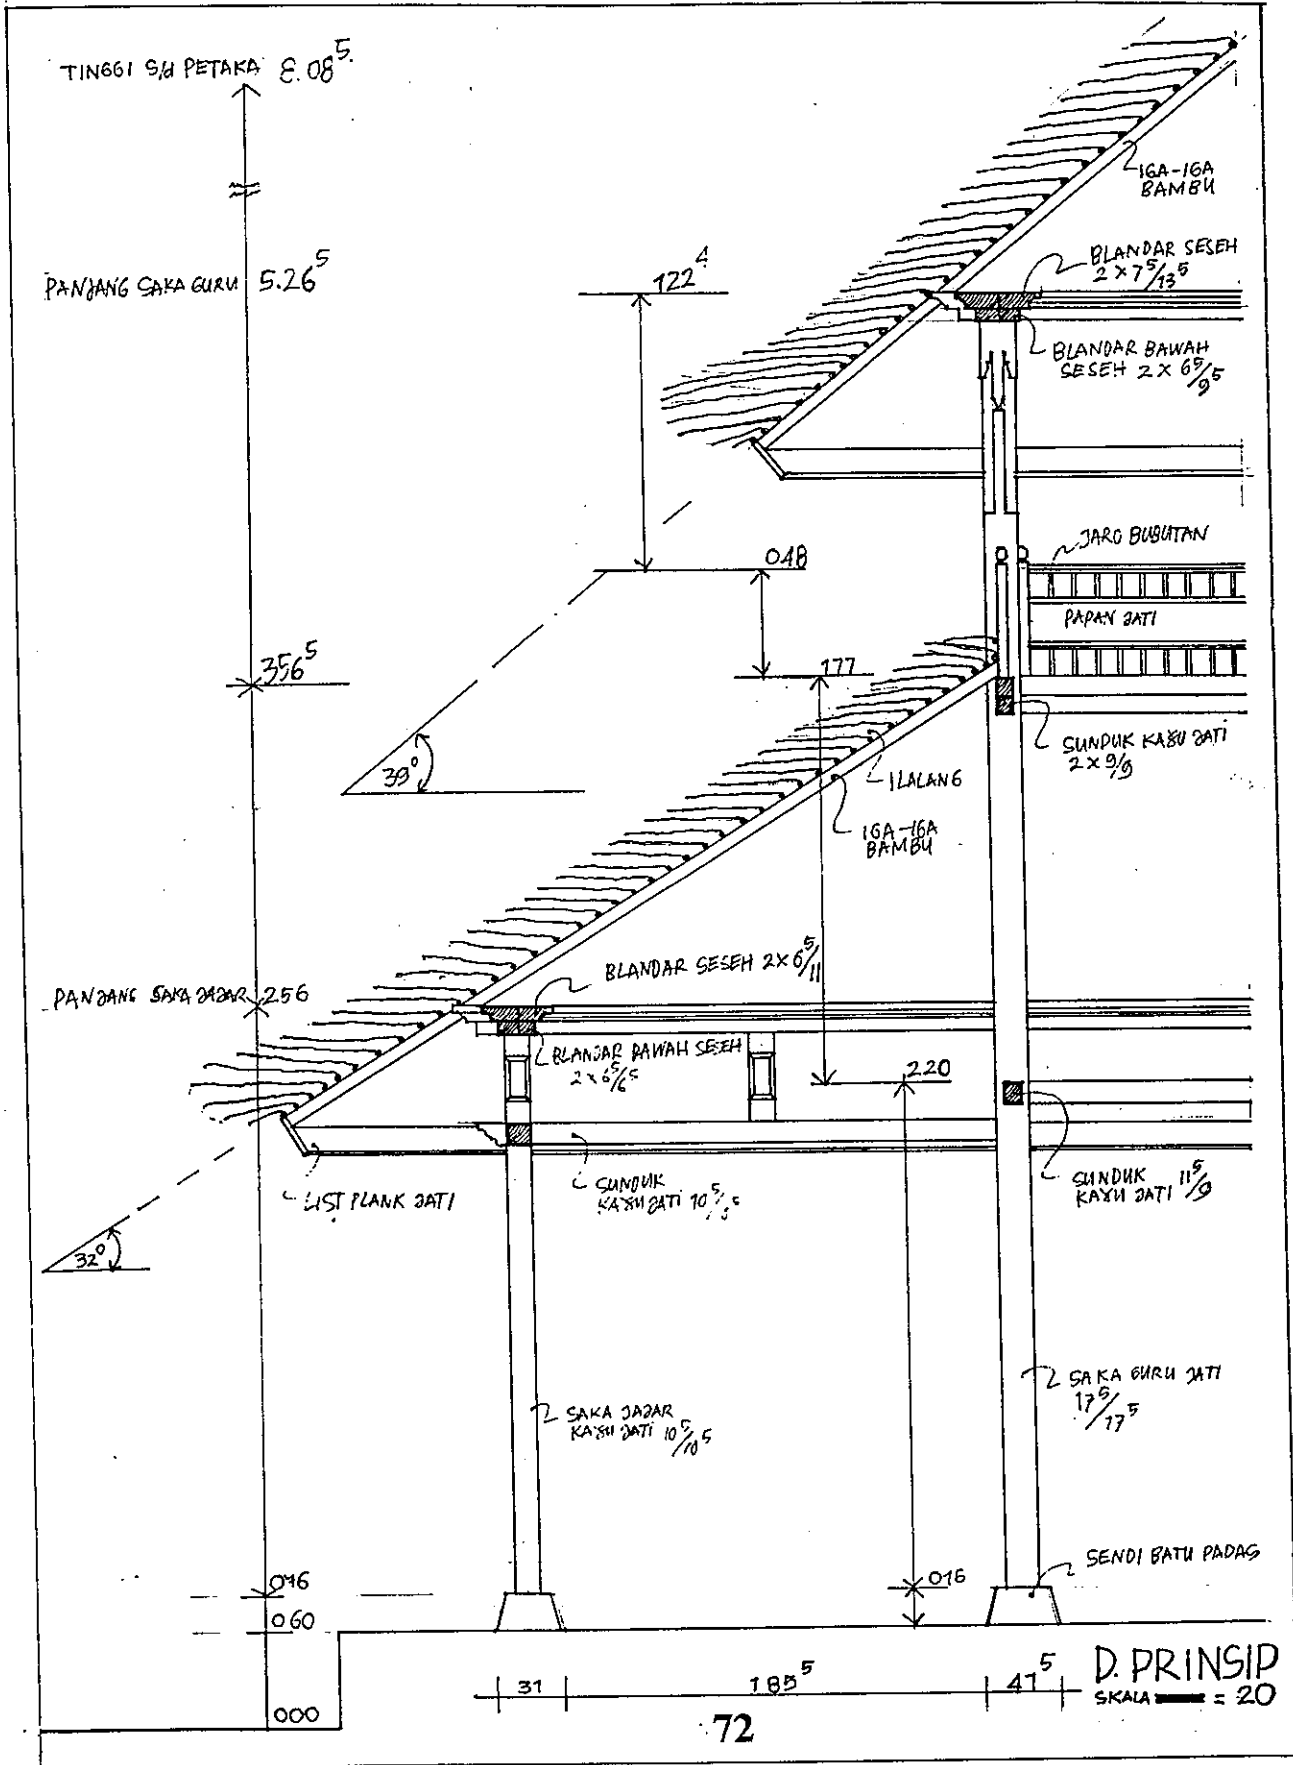 TINGGI S/d PETAKA 8.08⁵.
IGA-IGA
BAMBU
PANJANG SAKA GURU 5.26⁵
122⁴
BLANDAR SESEH
2 X 7⁵/13⁵
BLANDAR BAWAH
SESEH 2 X 6⁵/9⁵
048
JARO BUBUTAN
PAPAN JATI
356⁵
177
SUNDUK KAYU JATI
2 X 9/9
39°
ILALANG
IGA-IGA
BAMBU
BLANDAR SESEH 2X 6⁵/11
PANJANG SAKA JAJAR 256
BLANDAR BAWAH SESEH
2 x 6⁵/6⁵
220
LIST PLANK JATI
SUNDUK
KAYU JATI 10⁵/
SUNDUK
KAYU JATI 11⁵/9
32°
SAKA JAJAR
KAYU JATI 10⁵/10⁵
SAKA GURU JATI
17⁵/17⁵
SENDI BATU PADAS
076
016
060
31
185⁵
41⁵
D. PRINSIP
SKALA = 20
000
72